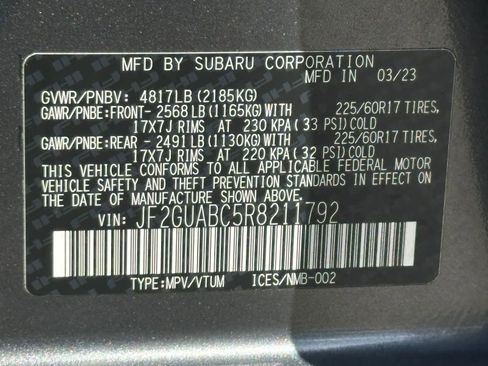 MFD BY SUBARU CORPORATION
MFD IN 03/23
GVWR/PNBV: 4817LB (2185KG)
GAWR/PNBE:FRONT- 2568 LB (1165KG)WITH 225/60R17 TIRES,
17X7J RIMS AT 230 KPA (33 PSI)COLD
GAWR/PNBE:REAR - 2491LB (1130KG)WITH 225/60R17 TIRES,
17X7J RIMS AT 220 KPA (32 PSI)COLD
THIS VEHICLE CONFORMS TO ALL APPLICABLE FEDERAL MOTOR
VEHICLE SAFETY AND THEFT PREVENTION STANDARDS IN EFFECT ON
THE DATE OF MANUFACTURE SHOWN ABOVE.
VIN: JF2GUABC5R8211792
TYPE:MPV/VTUM ICES/NMB-002